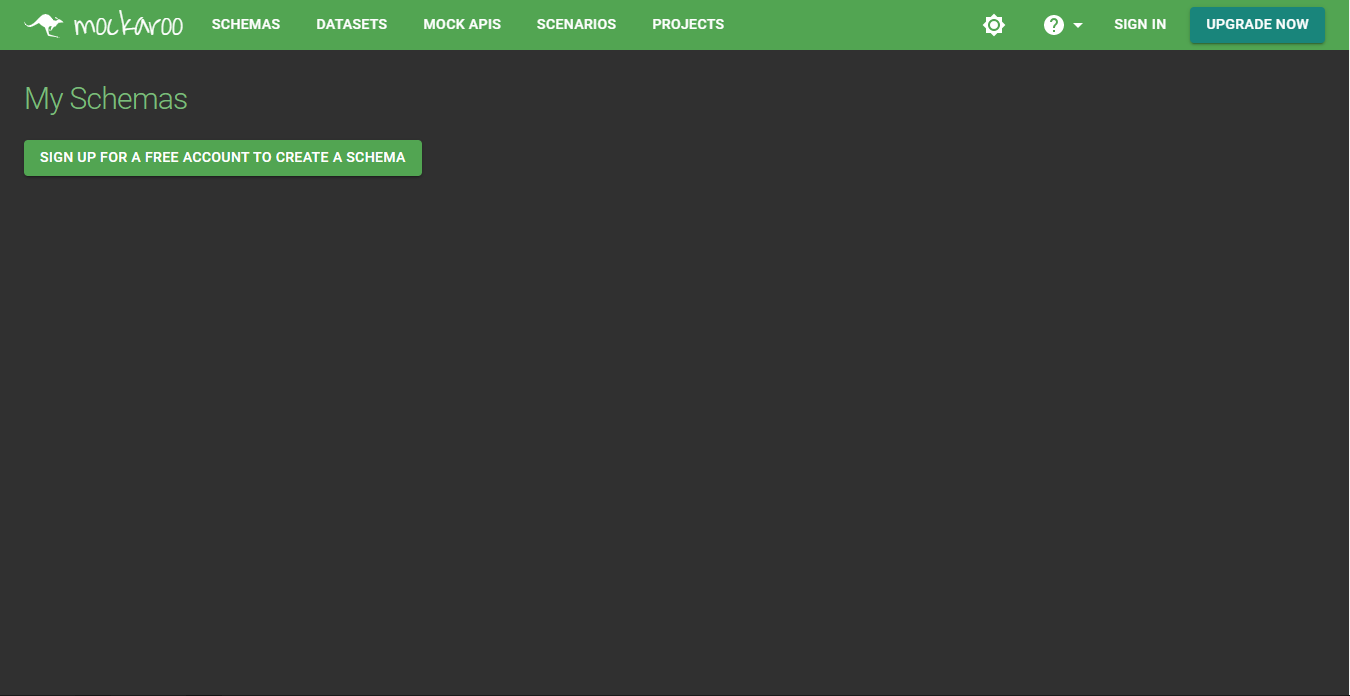 mockaroo SCHEMAS DATASETS MOCK APIS SCENARIOS PROJECTS ? SIGN IN UPGRADE NOW
My Schemas
SIGN UP FOR A FREE ACCOUNT TO CREATE A SCHEMA